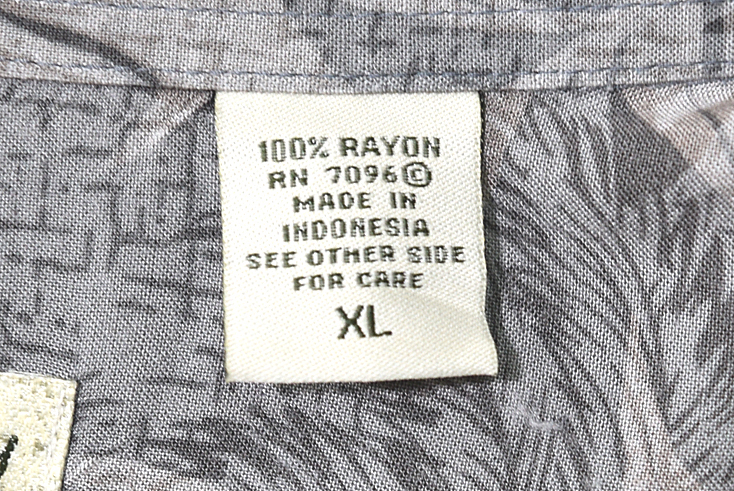 100% RAYON
RN 7096©
MADE IN
INDONESIA
SEE OTHER SIDE
FOR CARE
XL